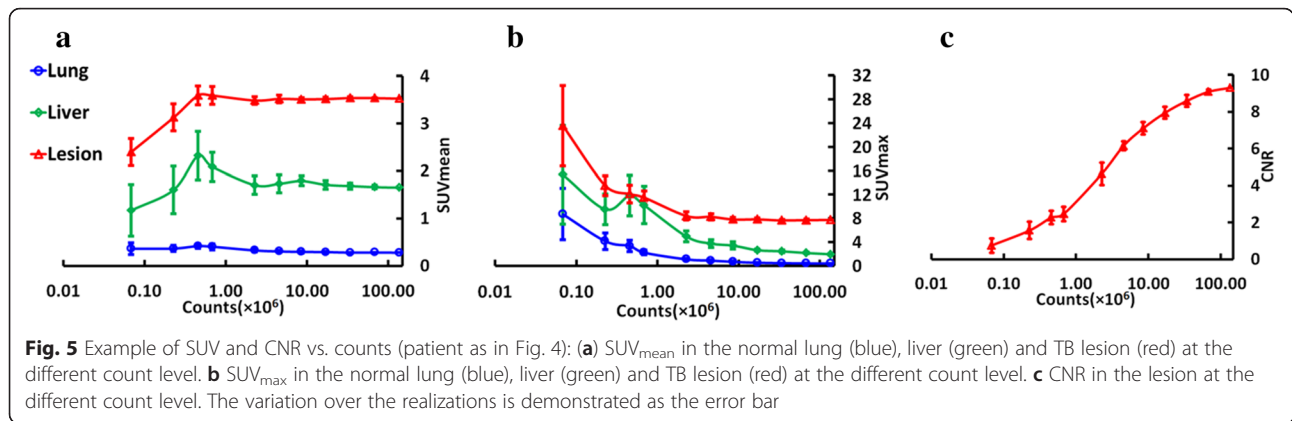 a
b
c
Lung
Liver
Lesion
4
3
2
1
0
SUVmean
0.01 0.10 1.00 10.00 100.00
Counts(×10⁶)
32
28
24
20
16
12
8
4
0
SUVmax
0.01 0.10 1.00 10.00 100.00
Counts(×10⁶)
10
8
6
4
2
0
CNR
0.01 0.10 1.00 10.00 100.00
Counts(×10⁶)
Fig. 5 Example of SUV and CNR vs. counts (patient as in Fig. 4): (a) SUVmean in the normal lung (blue), liver (green) and TB lesion (red) at the
different count level. b SUVmax in the normal lung (blue), liver (green) and TB lesion (red) at the different count level. c CNR in the lesion at the
different count level. The variation over the realizations is demonstrated as the error bar